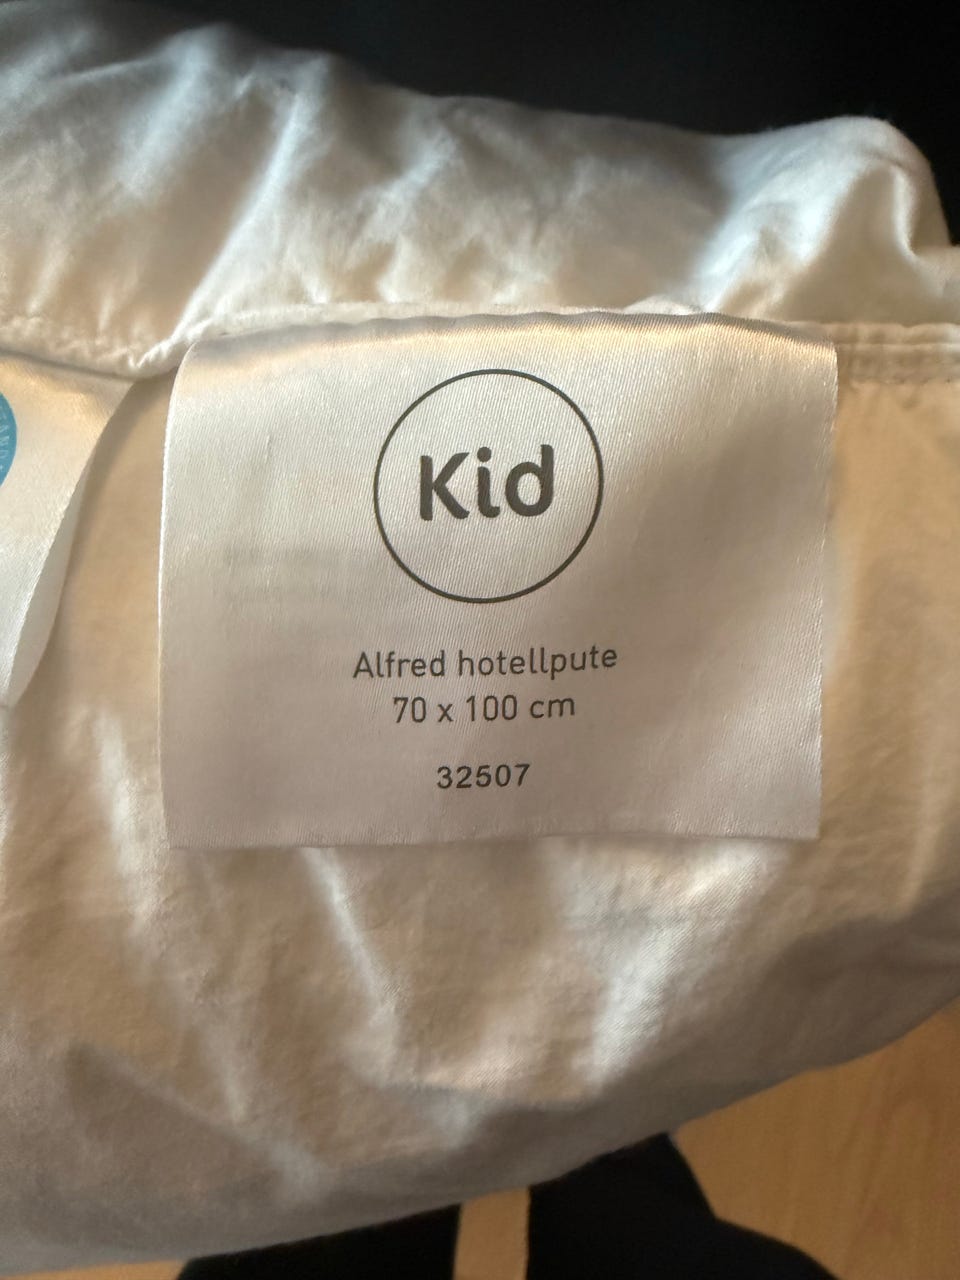 Kid
Alfred hotellpute
70 x 100 cm
32507